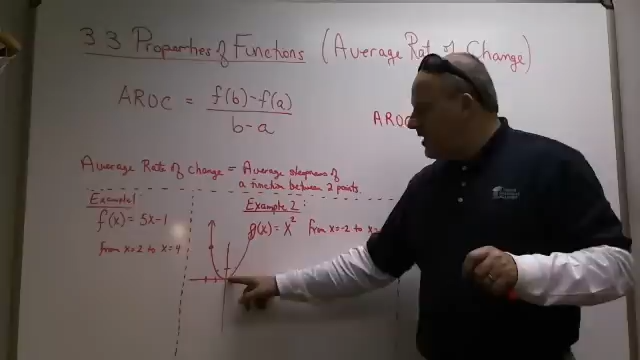 3.3 Properties of Functions (Average Rate of Change)
AROC = f(b) - f(a)
b - a
AROC
Average Rate of change = Average steepness of
a function between 2 points.
Example 1
f(x) = 5x - 1
from x=2 to x=4
Example 2:
g(x) = x² from x=-2 to x=